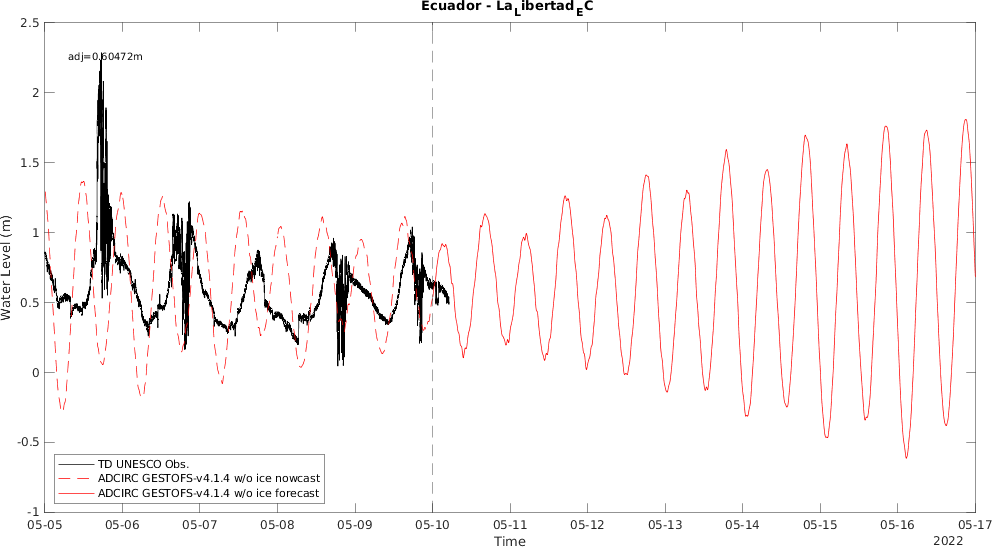 Ecuador - LaLibertadEC
adj=0.60472m
2.5
2
1.5
1
0.5
0
-0.5
-1
Water Level (m)
TD UNESCO Obs.
ADCIRC GESTOFS-v4.1.4 w/o ice nowcast
ADCIRC GESTOFS-v4.1.4 w/o ice forecast
05-05 05-06 05-07 05-08 05-09 05-10 05-11 05-12 05-13 05-14 05-15 05-16 05-17
Time
2022